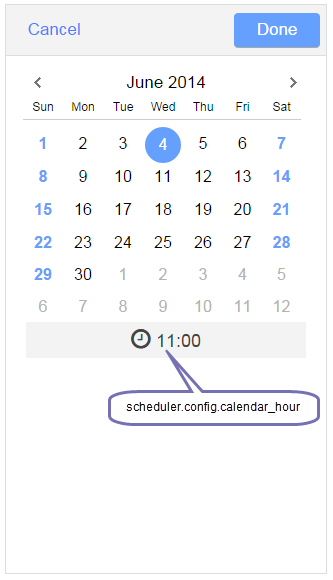 Cancel Done
June 2014
Sun Mon Tue Wed Thu Fri Sat
1 2 3 4 5 6 7
8 9 10 11 12 13 14
15 16 17 18 19 20 21
22 23 24 25 26 27 28
29 30 1 2 3 4 5
6 7 8 9 10 11 12
11:00
scheduler.config.calendar_hour